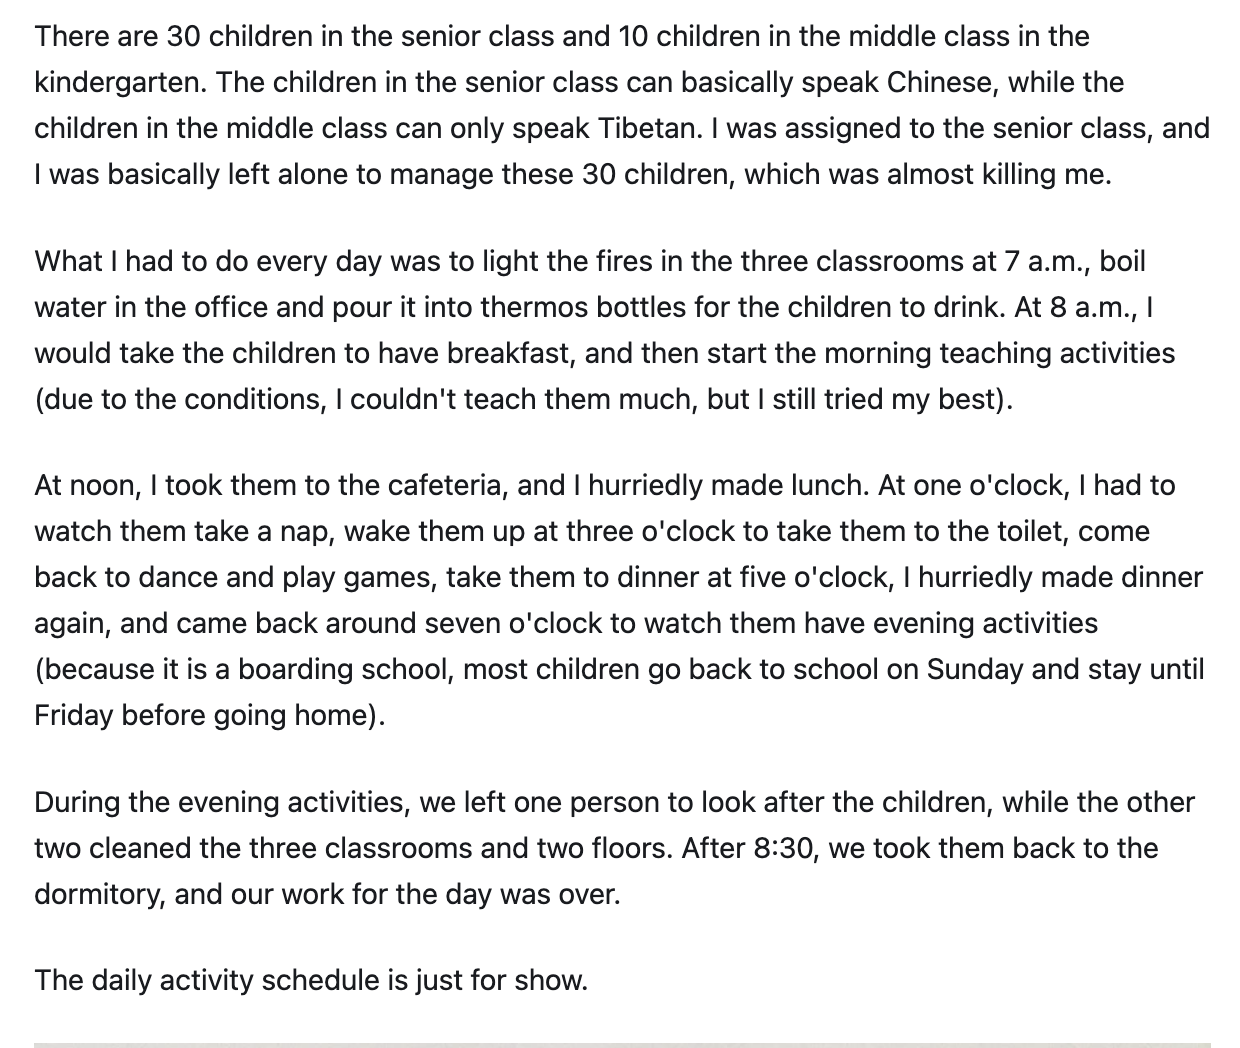 There are 30 children in the senior class and 10 children in the middle class in the
kindergarten. The children in the senior class can basically speak Chinese, while the
children in the middle class can only speak Tibetan. I was assigned to the senior class, and
I was basically left alone to manage these 30 children, which was almost killing me.
What I had to do every day was to light the fires in the three classrooms at 7 a.m., boil
water in the office and pour it into thermos bottles for the children to drink. At 8 a.m., I
would take the children to have breakfast, and then start the morning teaching activities
(due to the conditions, I couldn't teach them much, but I still tried my best).
At noon, I took them to the cafeteria, and I hurriedly made lunch. At one o'clock, I had to
watch them take a nap, wake them up at three o'clock to take them to the toilet, come
back to dance and play games, take them to dinner at five o'clock, I hurriedly made dinner
again, and came back around seven o'clock to watch them have evening activities
(because it is a boarding school, most children go back to school on Sunday and stay until
Friday before going home).
During the evening activities, we left one person to look after the children, while the other
two cleaned the three classrooms and two floors. After 8:30, we took them back to the
dormitory, and our work for the day was over.
The daily activity schedule is just for show.